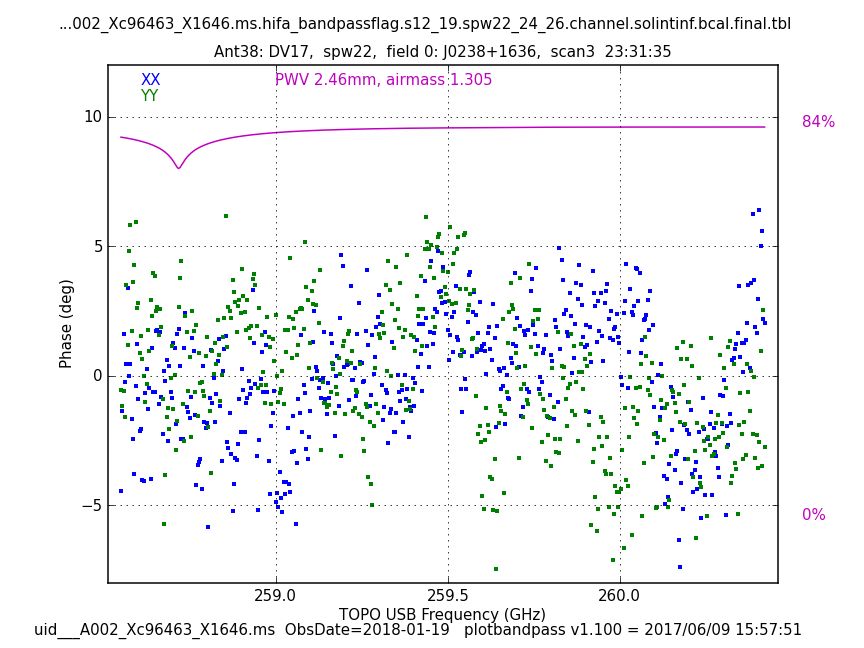 ...002_Xc96463_X1646.ms.hifa_bandpassflag.s12_19.spw22_24_26.channel.solintinf.bcal.final.tbl
Ant38: DV17,  spw22,  field 0: J0238+1636,  scan3  23:31:35
XX
PWV 2.46mm, airmass 1.305
YY
10
84%
5
Phase (deg)
0
−5
0%
259.0
259.5
260.0
TOPO USB Frequency (GHz)
uid___A002_Xc96463_X1646.ms  ObsDate=2018-01-19   plotbandpass v1.100 = 2017/06/09 15:57:51